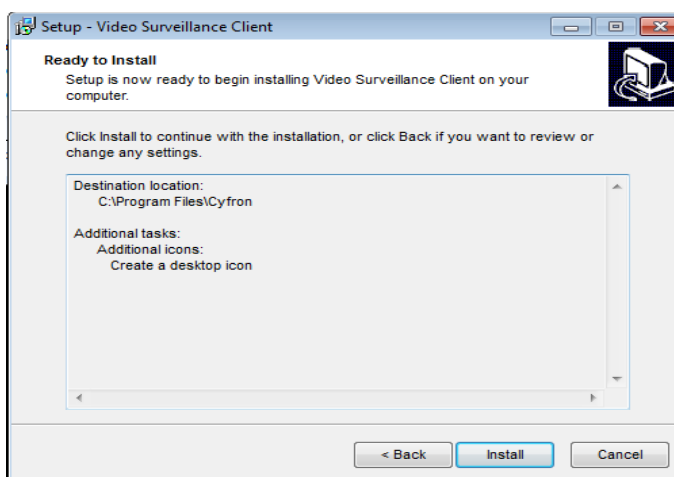 Setup - Video Surveillance Client
Ready to Install
Setup is now ready to begin installing Video Surveillance Client on your
computer.
Click Install to continue with the installation, or click Back if you want to review or
change any settings.
Destination location:
C:\Program Files\Cyfron
Additional tasks:
Additional icons:
Create a desktop icon
< Back
Install
Cancel